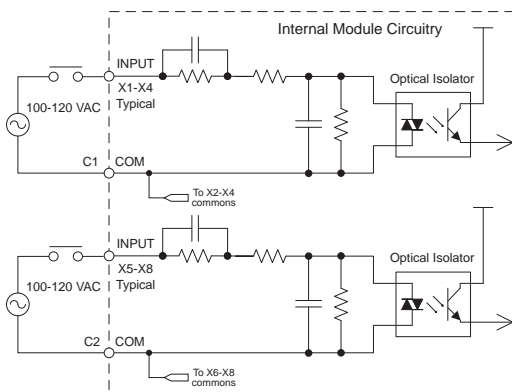 Internal Module Circuitry
INPUT
X1-X4
Typical
Optical Isolator
100-120 VAC
C1 COM
To X2-X4
commons
INPUT
X5-X8
Typical
Optical Isolator
100-120 VAC
C2 COM
To X6-X8
commons